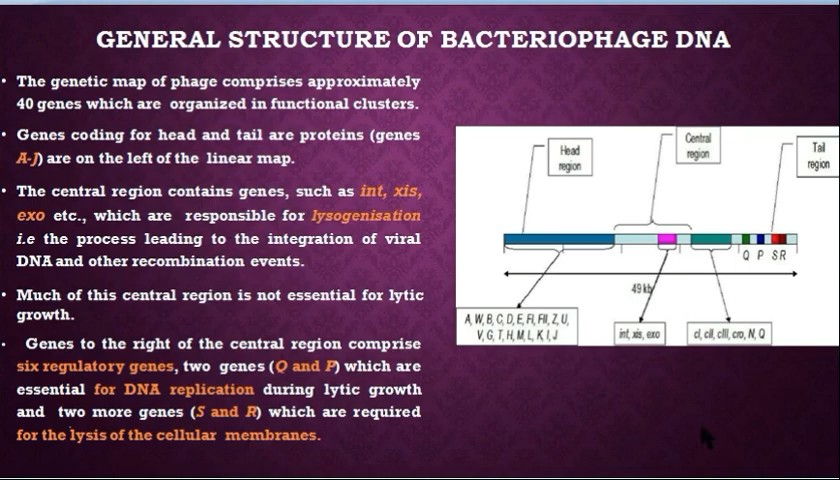 GENERAL STRUCTURE OF BACTERIOPHAGE DNA
• The genetic map of phage comprises approximately
40 genes which are organized in functional clusters.
• Genes coding for head and tail are proteins (genes
A-J) are on the left of the linear map.
• The central region contains genes, such as int, xis,
exo etc., which are responsible for lysogenisation
i.e the process leading to the integration of viral
DNA and other recombination events.
• Much of this central region is not essential for lytic
growth.
• Genes to the right of the central region comprise
six regulatory genes, two genes (Q and P) which are
essential for DNA replication during lytic growth
and two more genes (S and R) which are required
for the lysis of the cellular membranes.
Head
region
Central
region
Tail
region
Q P SR
49 kb
A, W, B, C, D, E, FI, FII, Z, U,
V, G, T, H, M, L, K, I, J
int, xis, exo
cI, cII, cIII, cro, N, Q